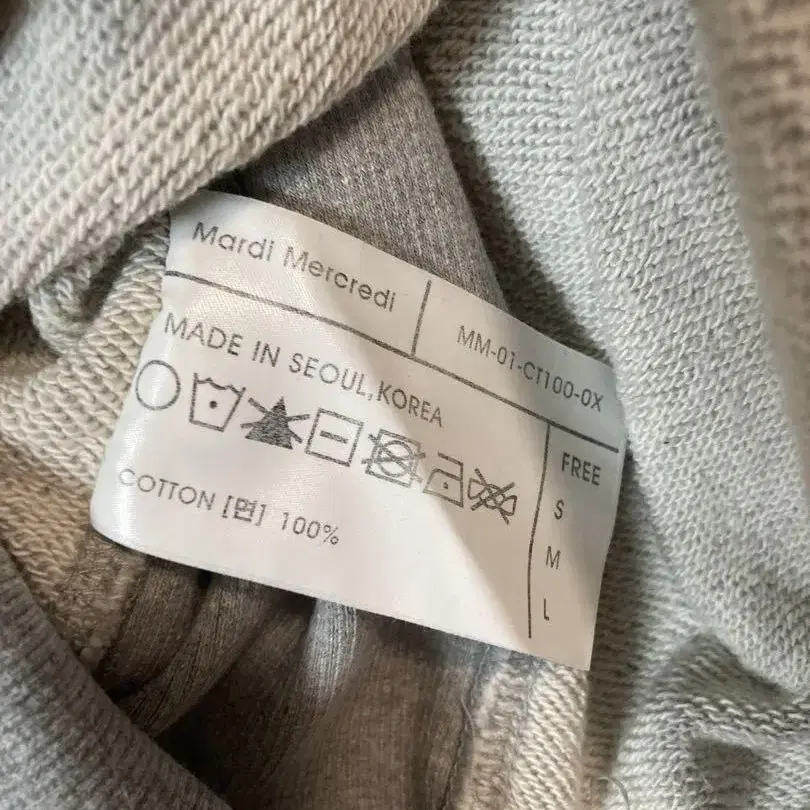 Mardi Mercredi
MM-01-CT100-0X
MADE IN SEOUL, KOREA
COTTON [면] 100%
FREE
S
M
L